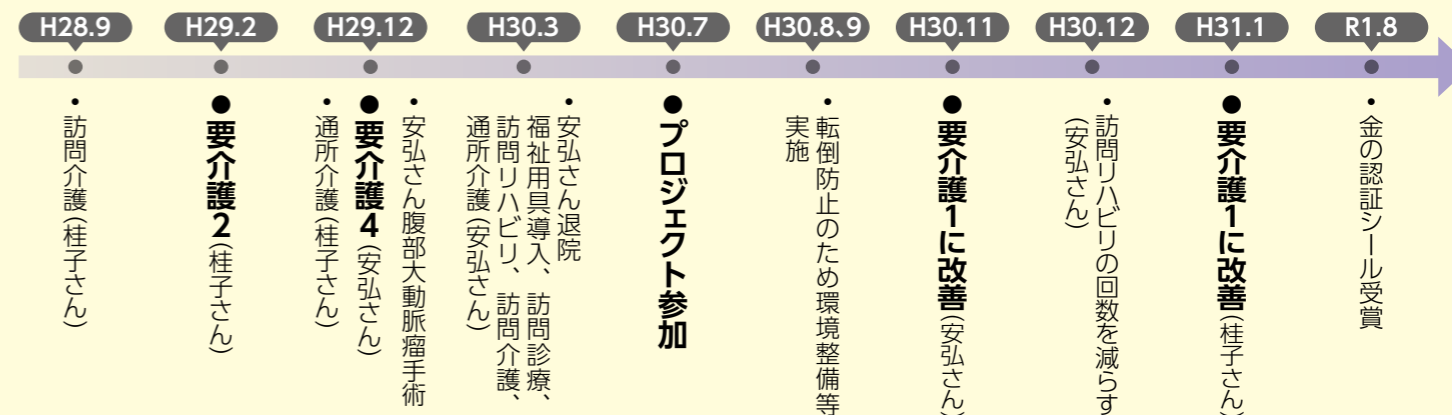 H28.9
H29.2
H29.12
H30.3
H30.7
H30.8、9
H30.11
H30.12
H31.1
R1.8
・訪問介護(桂子さん)
●要介護2(桂子さん)
・安弘さん腹部大動脈瘤手術
●要介護4(安弘さん)
・通所介護(桂子さん)
・安弘さん退院
福祉用具導入、訪問診療、
訪問リハビリ、訪問介護、
通所介護(安弘さん)
●プロジェクト参加
・転倒防止のため環境整備等
実施
●要介護1に改善(安弘さん)
・訪問リハビリの回数を減らす
(安弘さん)
●要介護1に改善(桂子さん)
・金の認証シール受賞